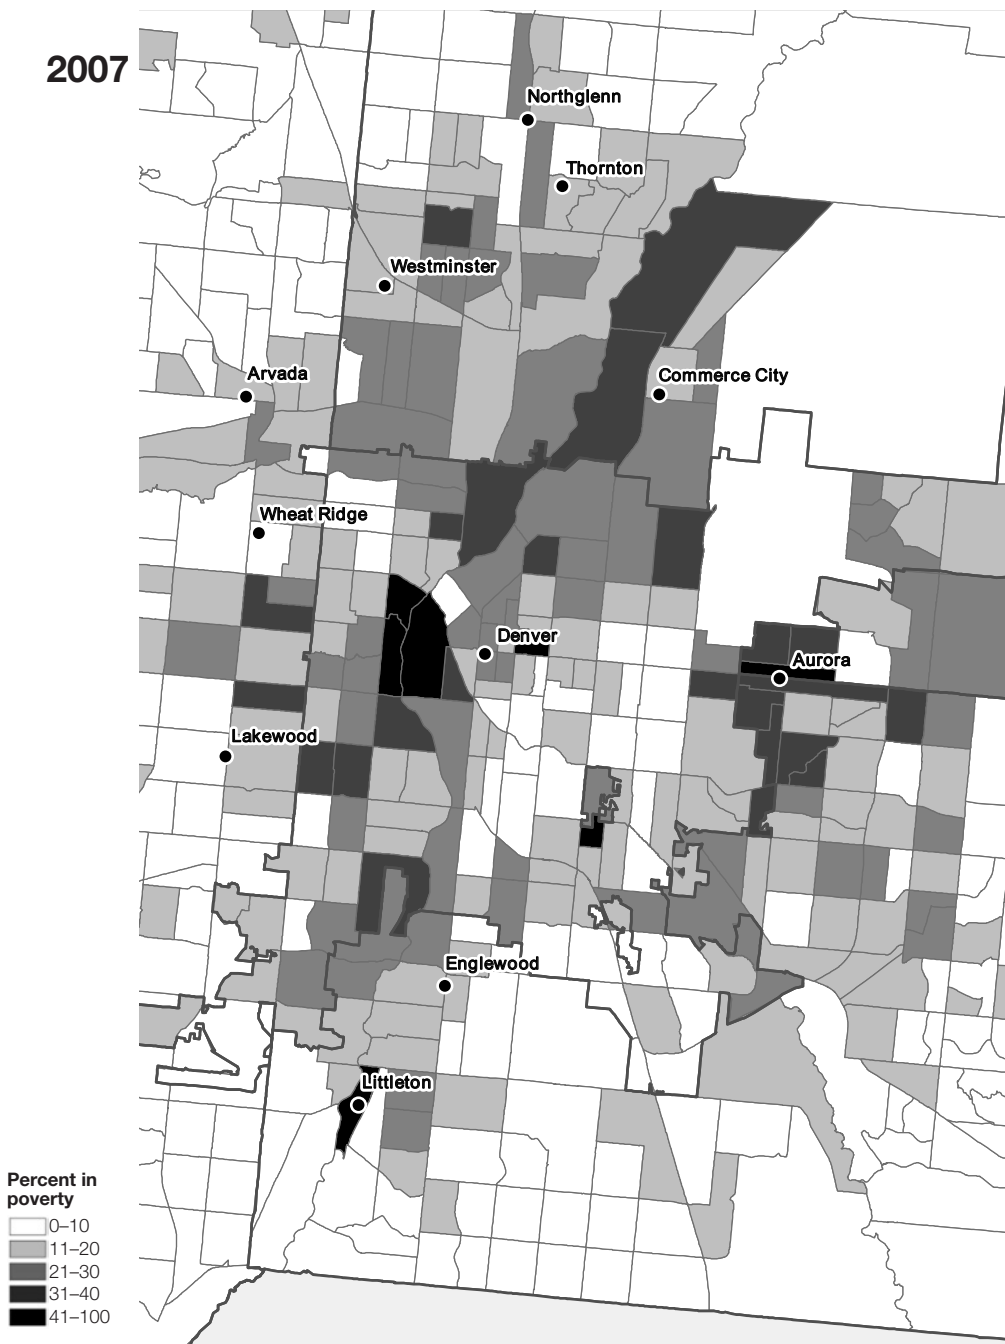 2007
Northglenn
Thornton
Westminster
Arvada
Commerce City
Wheat Ridge
Denver
Aurora
Lakewood
Englewood
Littleton
Percent in
poverty
0–10
11–20
21–30
31–40
41–100